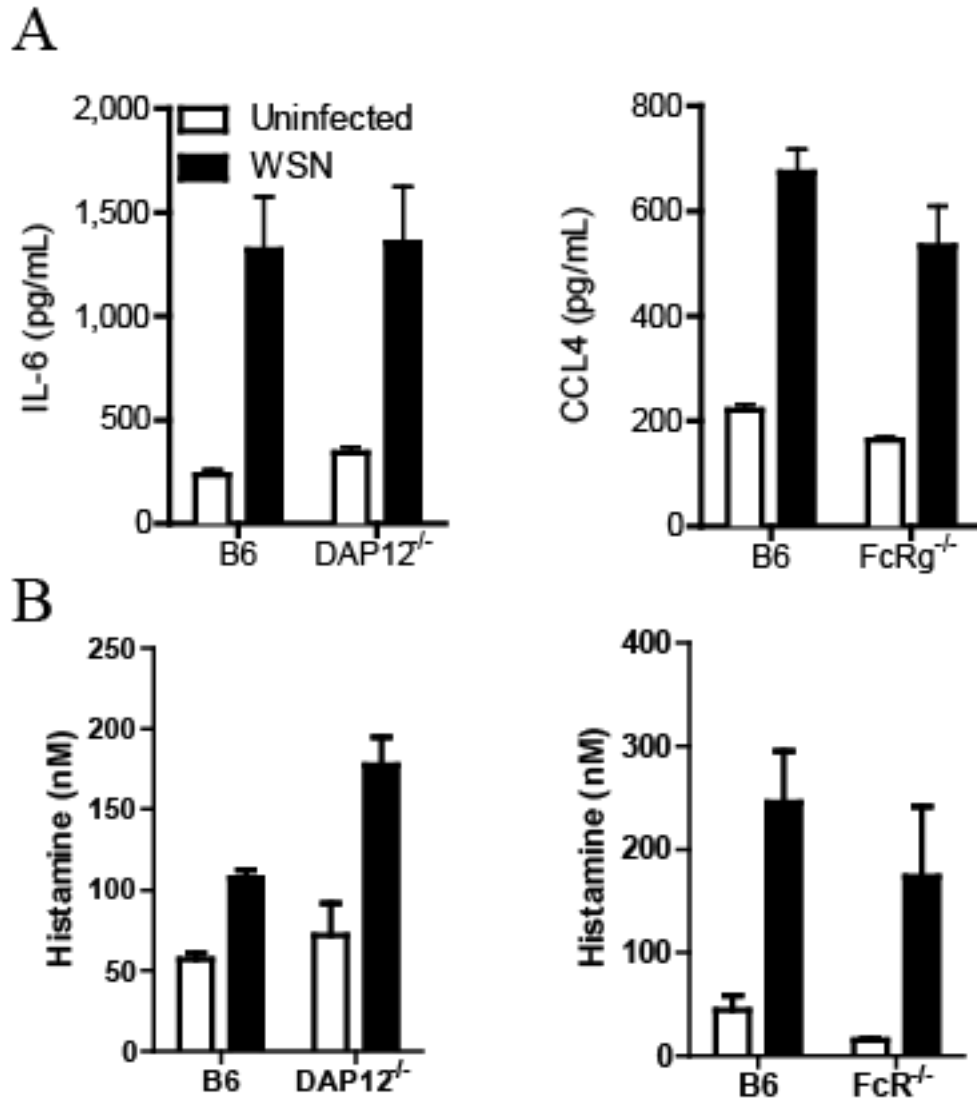 A
2,000
1,500
1,000
500
0
IL-6 (pg/mL)
Uninfected
WSN
B6 DAP12-/-
800
600
400
200
0
CCL4 (pg/mL)
B6 FcRg-/-
B
250
200
150
100
50
0
Histamine (nM)
B6 DAP12-/-
400
300
200
100
0
Histamine (nM)
B6 FcR-/-